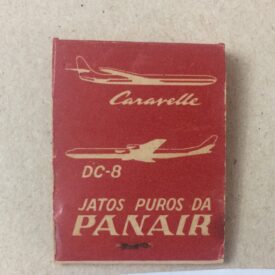 Caravelle
DC-8
JATOS PUROS DA
PANAIR